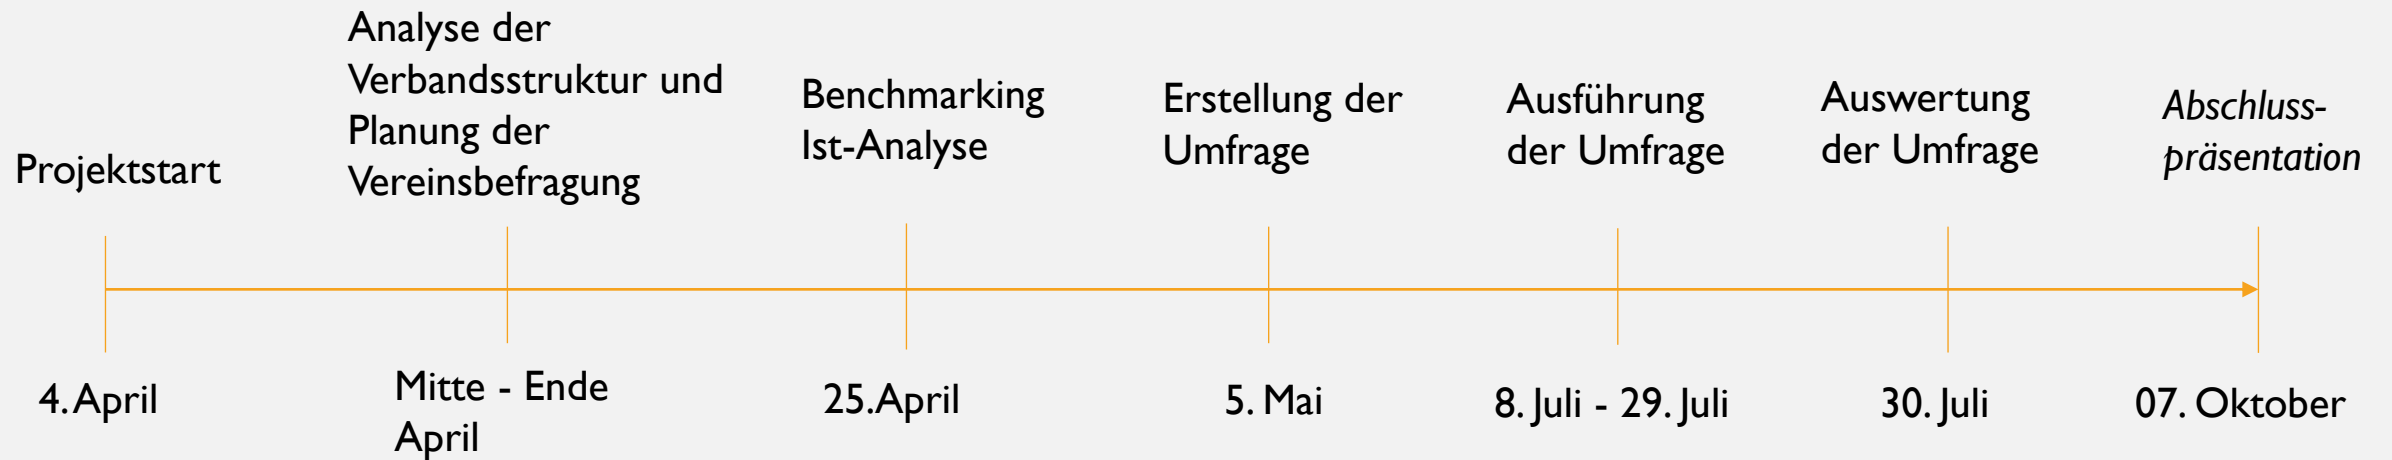 Projektstart
Analyse der
Verbandsstruktur und
Planung der
Vereinsbefragung
Benchmarking
Ist-Analyse
Erstellung der
Umfrage
Ausführung
der Umfrage
Auswertung
der Umfrage
Abschluss-
präsentation
4. April
Mitte - Ende
April
25.April
5. Mai
8. Juli - 29. Juli
30. Juli
07. Oktober